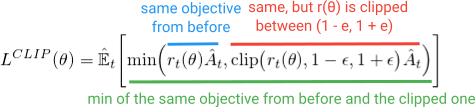 same objective
from before
same, but r(θ) is clipped
between (1 - e, 1 + e)
L^{CLIP}(θ) = Ê_t[min(r_t(θ)Â_t, clip(r_t(θ), 1 − ϵ, 1 + ϵ)Â_t)]
min of the same objective from before and the clipped one